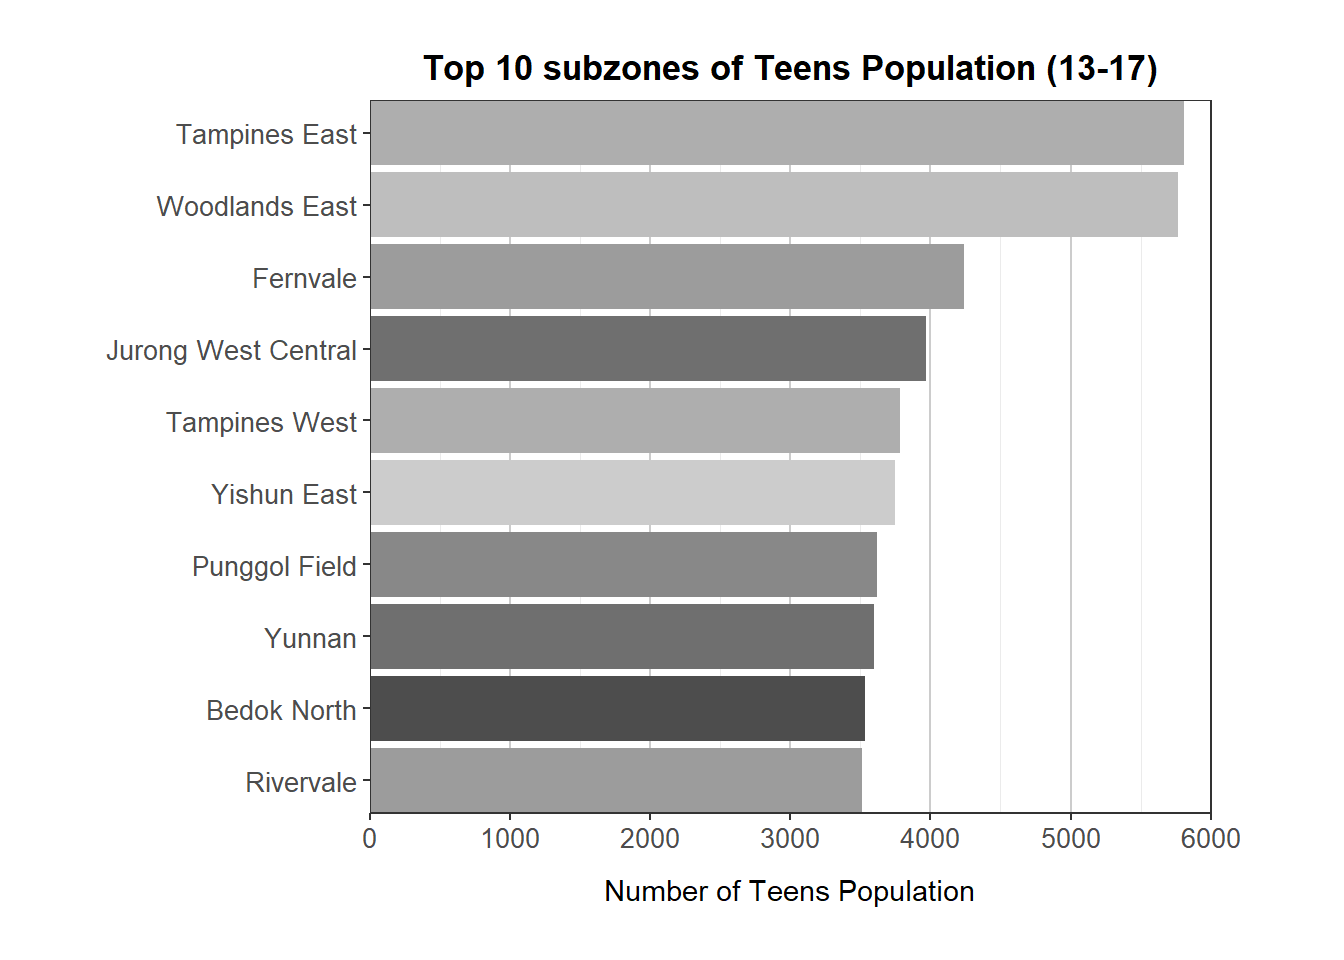 Top 10 subzones of Teens Population (13-17)
Tampines East
Woodlands East
Fernvale
Jurong West Central
Tampines West
Yishun East
Punggol Field
Yunnan
Bedok North
Rivervale
0 1000 2000 3000 4000 5000 6000
Number of Teens Population